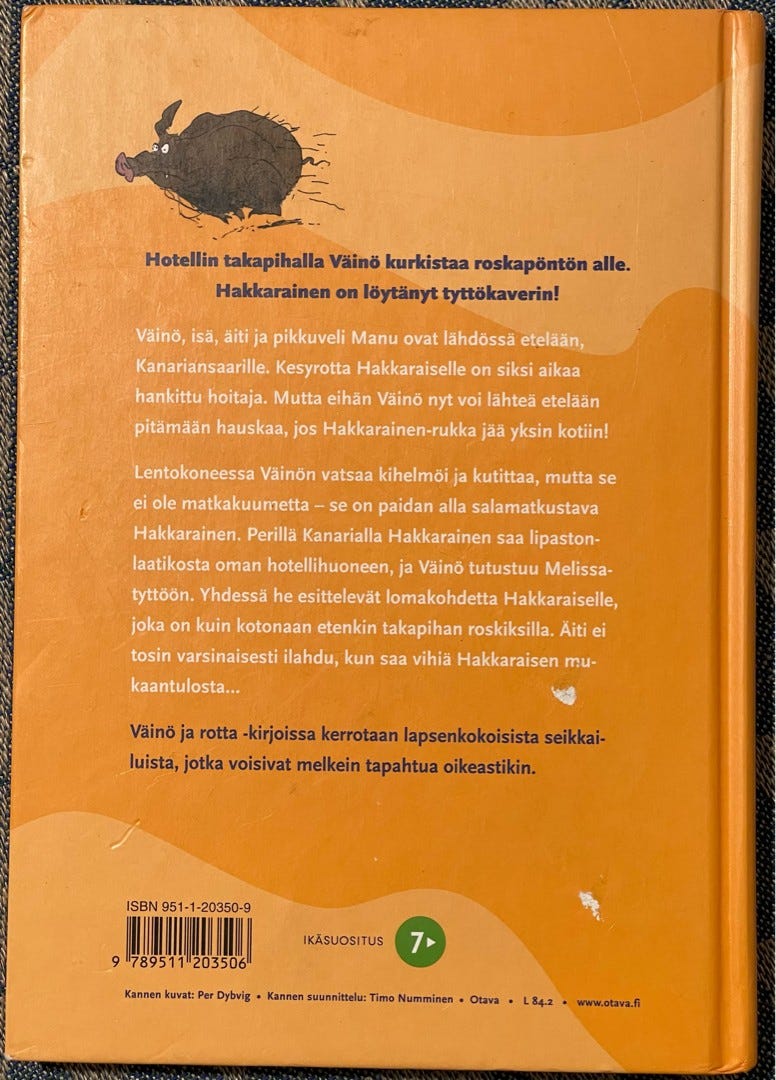 Hotellin takapihalla Väinö kurkistaa roskapöntön alle.
Hakkarainen on löytänyt tyttökaverin!
Väinö, isä, äiti ja pikkuveli Manu ovat lähdössä etelään,
Kanariansaarille. Kesyrotta Hakkaraiselle on siksi aikaa
hankittu hoitaja. Mutta eihän Väinö nyt voi lähteä etelään
pitämään hauskaa, jos Hakkarainen-rukka jää yksin kotiin!
Lentokoneessa Väinön vatsaa kihelmöi ja kutittaa, mutta se
ei ole matkakuumetta – se on paidan alla salamatkustava
Hakkarainen. Perillä Kanarialla Hakkarainen saa lipaston-
laatikosta oman hotellihuoneen, ja Väinö tutustuu Melissa-
tyttöön. Yhdessä he esittelevät lomakohdetta Hakkaraiselle,
joka on kuin kotonaan etenkin takapihan roskiksilla. Äiti ei
tosin varsinaisesti ilahdu, kun saa vihiä Hakkaraisen mu-
kaantulosta...
Väinö ja rotta -kirjoissa kerrotaan lapsenkokoisista seikkai-
luista, jotka voisivat melkein tapahtua oikeastikin.
ISBN 951-1-20350-9
9 789511 203506
IKÄSUOSITUS 7
Kannen kuvat: Per Dybvig • Kannen suunnittelu: Timo Numminen • Otava • L 84.2 • www.otava.fi